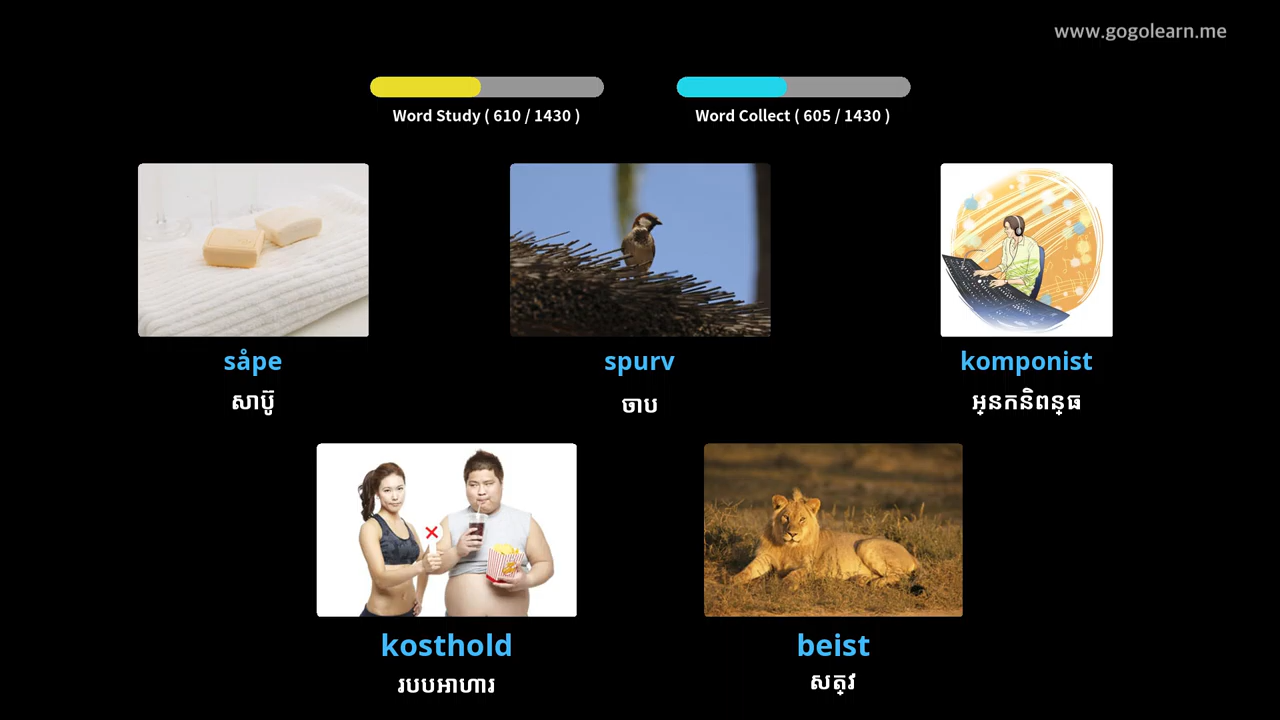 www.gogolearn.me
Word Study ( 610 / 1430 )
Word Collect ( 605 / 1430 )
såpe
spurv
komponist
សាប៊ូ
ចាប
អ្នកនិពន្ធ
kosthold
beist
របបអាហារ
សត្វ